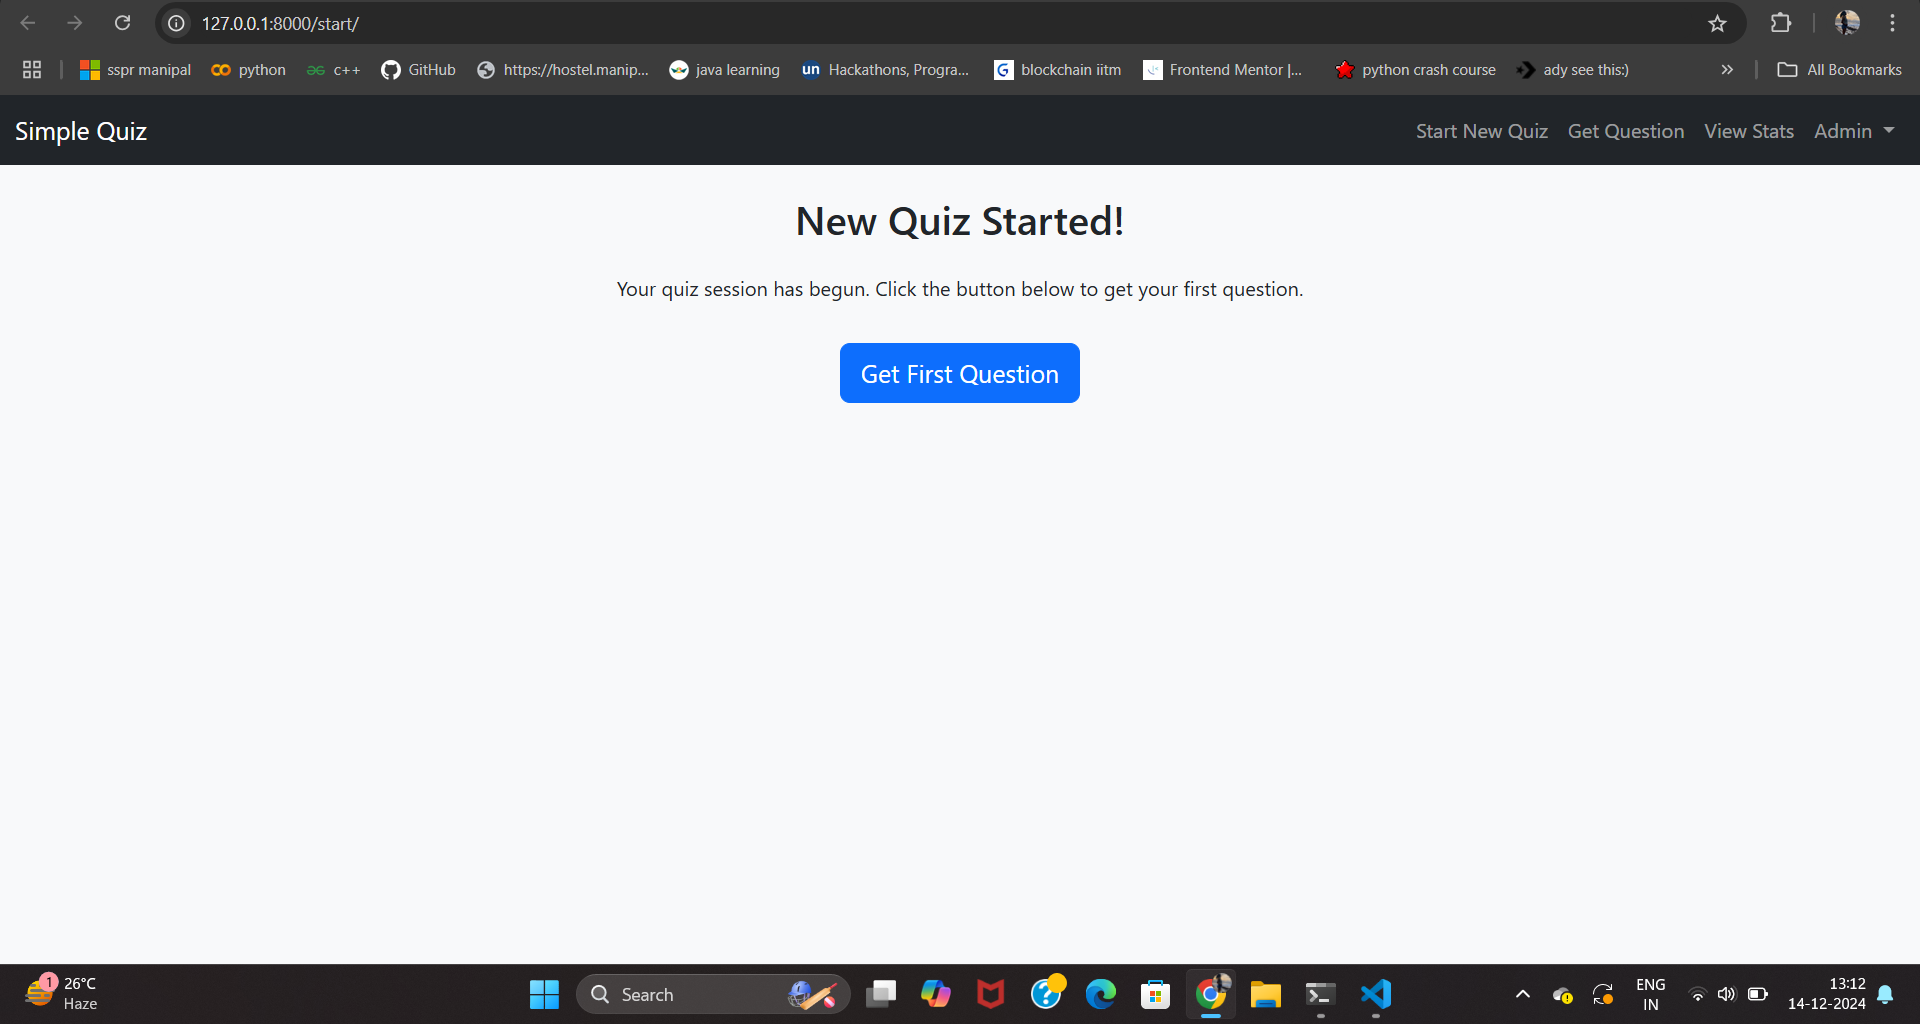 127.0.0.1:8000/start/
sspr manipal python c++ GitHub https://hostel.manip... java learning un Hackathons, Progra... G blockchain iitm Frontend Mentor |... python crash course ady see this:) » All Bookmarks
Simple Quiz Start New Quiz Get Question View Stats Admin
New Quiz Started!
Your quiz session has begun. Click the button below to get your first question.
Get First Question
1 26°C
Haze
Search
ENG
IN
13:12
14-12-2024